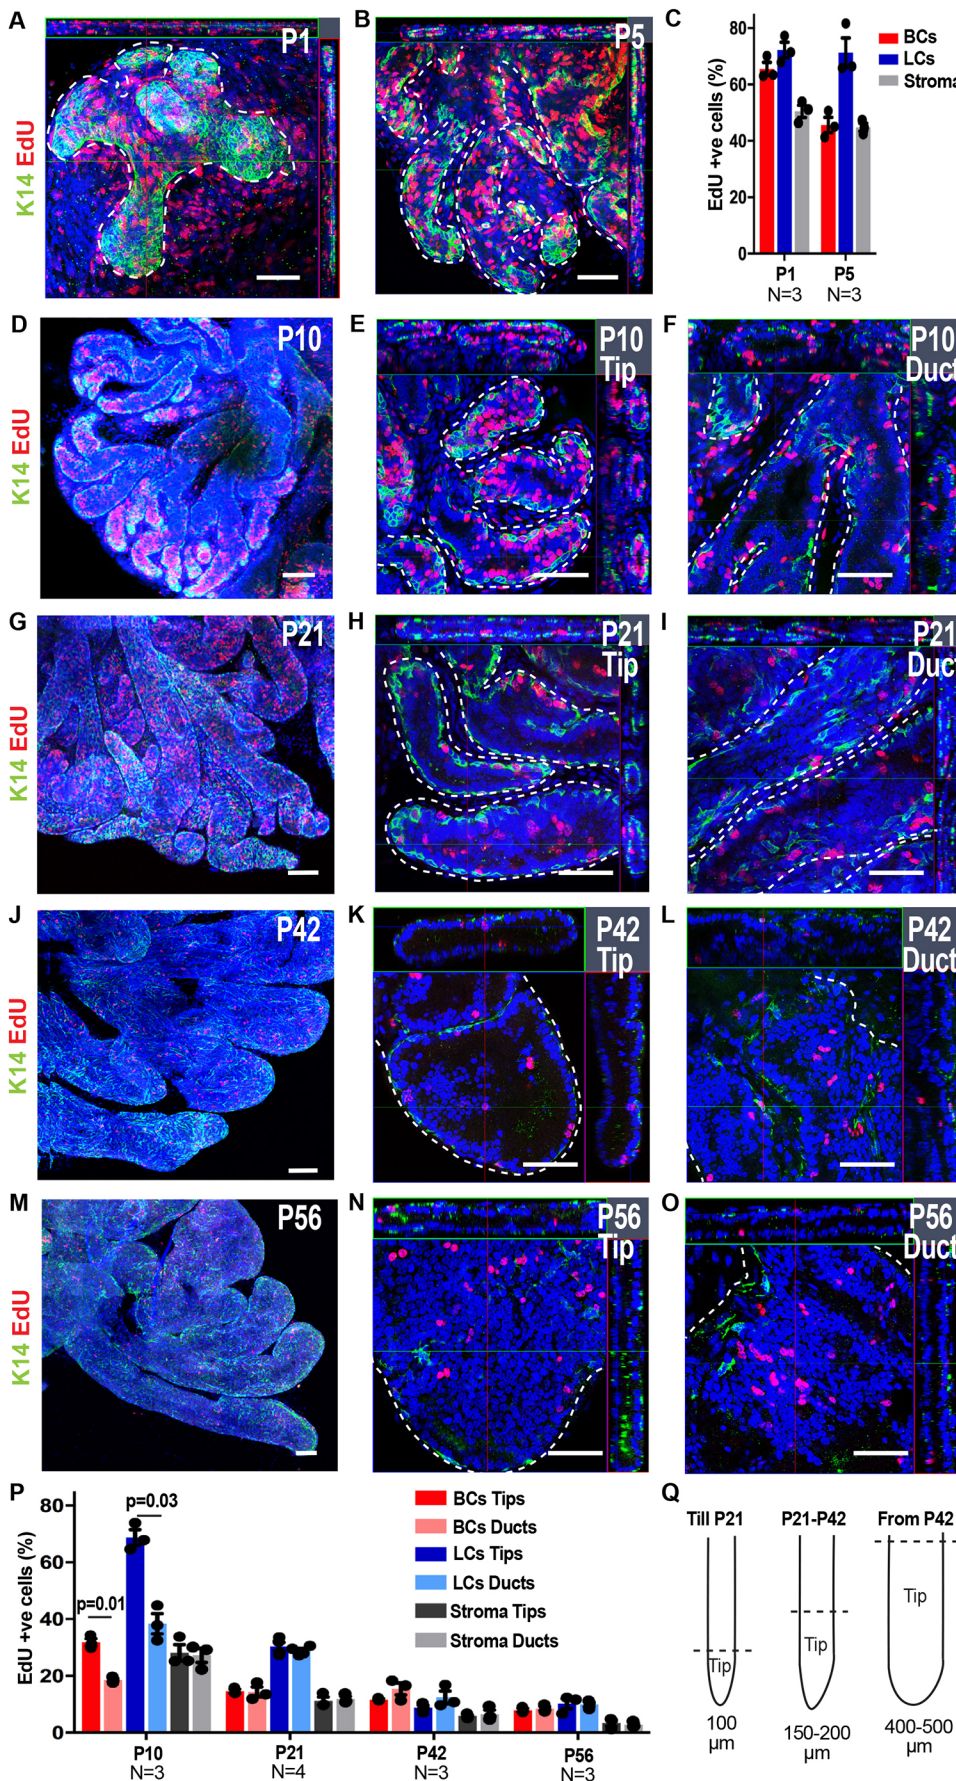 A
P1
K14 EdU
B
P5
C
EdU +ve cells (%)
80
60
40
20
0
BCs
LCs
Stroma
P1
N=3
P5
N=3
D
P10
K14 EdU
E
P10
Tip
F
P10
Duct
G
P21
K14 EdU
H
P21
Tip
I
P21
Duct
J
P42
K14 EdU
K
P42
Tip
L
P42
Duct
M
P56
K14 EdU
N
P56
Tip
O
P56
Duct
P
EdU +ve cells (%)
80
60
40
20
0
p=0.01
p=0.03
BCs Tips
BCs Ducts
LCs Tips
LCs Ducts
Stroma Tips
Stroma Ducts
P10
N=3
P21
N=4
P42
N=3
P56
N=3
Q
Till P21
P21-P42
From P42
Tip
Tip
Tip
100
µm
150-200
µm
400-500
µm